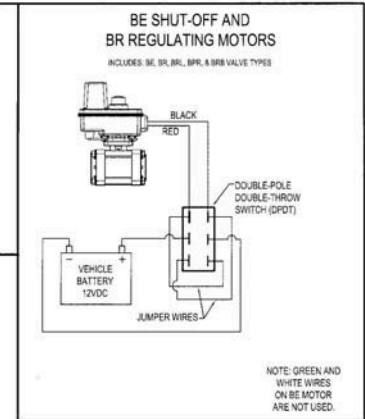 BE SHUT-OFF AND
BR REGULATING MOTORS
INCLUDES: BE, BR, BRL, BPR, & BRB VALVE TYPES
BLACK
RED
DOUBLE-POLE
DOUBLE-THROW
SWITCH (DPDT)
- +
VEHICLE
BATTERY
12VDC
JUMPER WIRES
NOTE: GREEN AND
WHITE WIRES
ON BE MOTOR
ARE NOT USED.